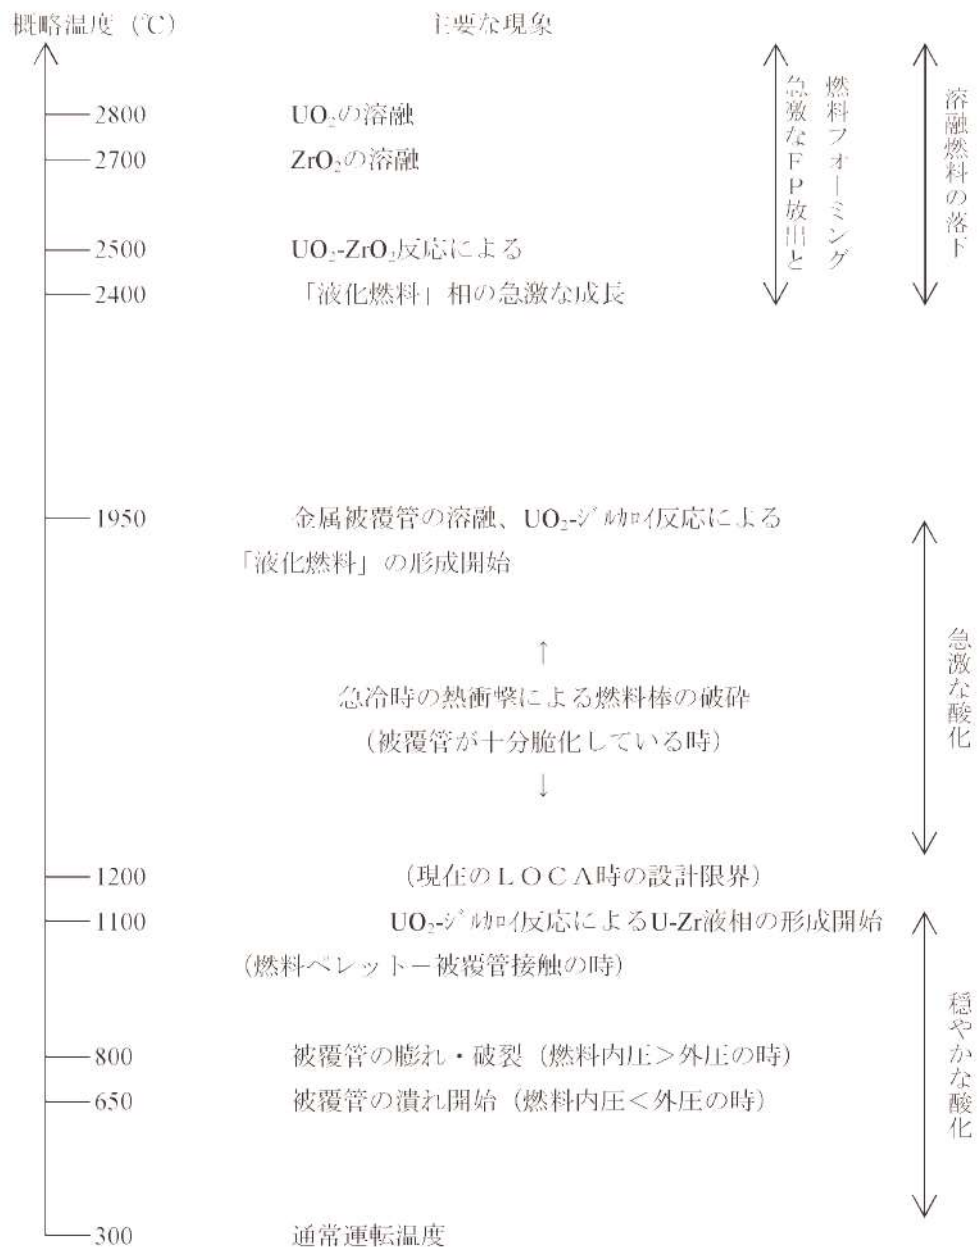 概略温度（℃） 主要な現象
2800 UO₂の溶融
2700 ZrO₂の溶融
2500 UO₂-ZrO₂反応による
2400 「液化燃料」相の急激な成長
急激なＦＰ放出と
燃料フォーミング
溶融燃料の落下
1950 金属被覆管の溶融、UO₂-ｼﾞﾙｶﾛｲ反応による
「液化燃料」の形成開始
↑
急冷時の熱衝撃による燃料棒の破砕
（被覆管が十分脆化している時）
↓
急激な酸化
1200 （現在のＬＯＣＡ時の設計限界）
1100 UO₂-ｼﾞﾙｶﾛｲ反応によるU-Zr液相の形成開始
（燃料ペレット－被覆管接触の時）
800 被覆管の膨れ・破裂（燃料内圧＞外圧の時）
650 被覆管の潰れ開始（燃料内圧＜外圧の時）
穏やかな酸化
300 通常運転温度